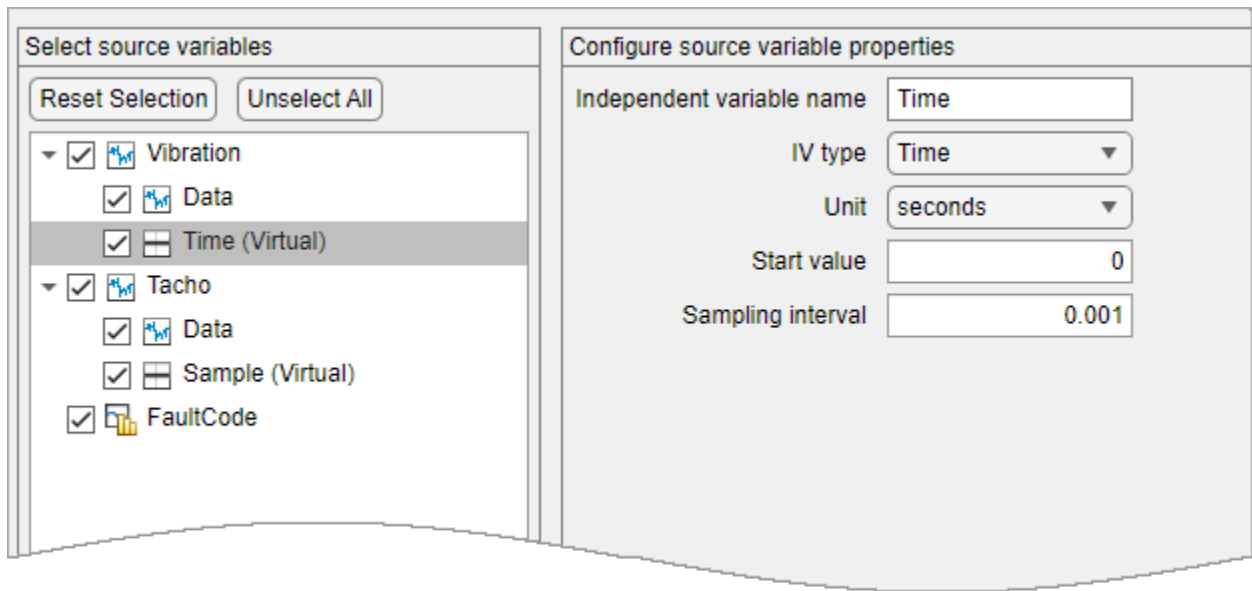 Select source variables
Reset Selection
Unselect All
Vibration
Data
Time (Virtual)
Tacho
Data
Sample (Virtual)
FaultCode
Configure source variable properties
Independent variable name Time
IV type Time
Unit seconds
Start value 0
Sampling interval 0.001